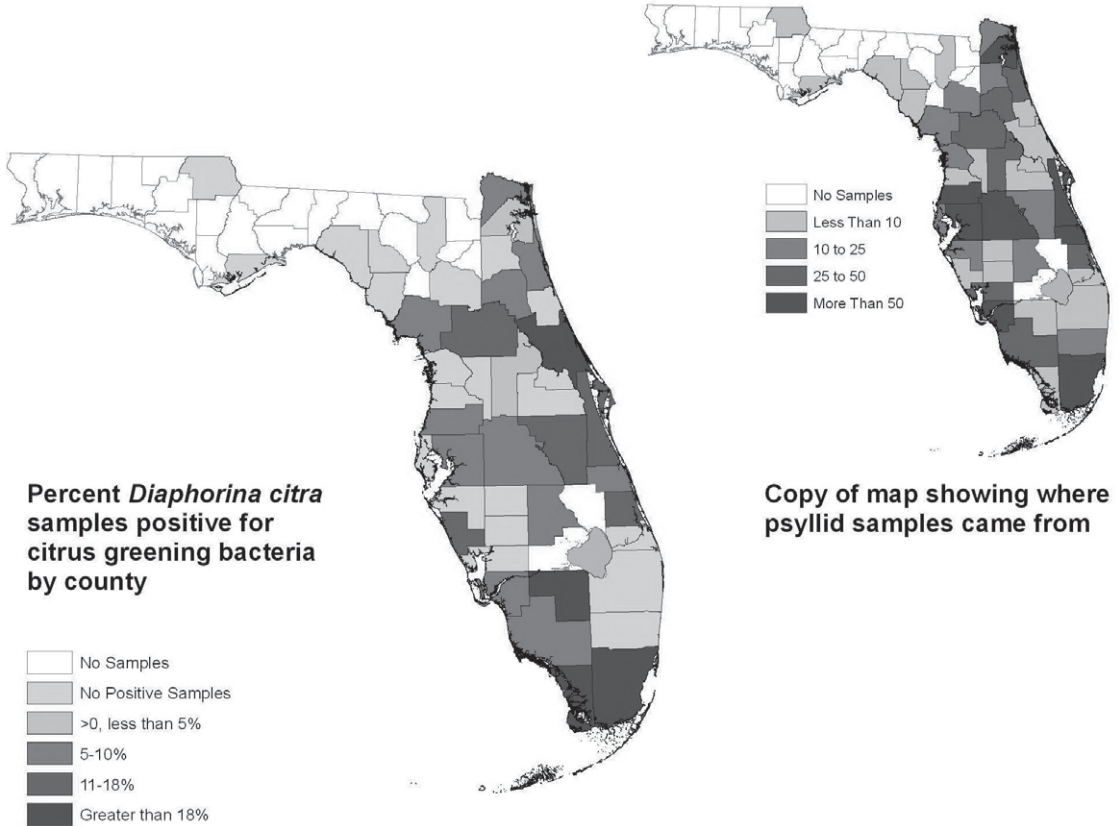 No Samples
Less Than 10
10 to 25
25 to 50
More Than 50
Copy of map showing where
psyllid samples came from
Percent Diaphorina citra
samples positive for
citrus greening bacteria
by county
No Samples
No Positive Samples
>0, less than 5%
5-10%
11-18%
Greater than 18%